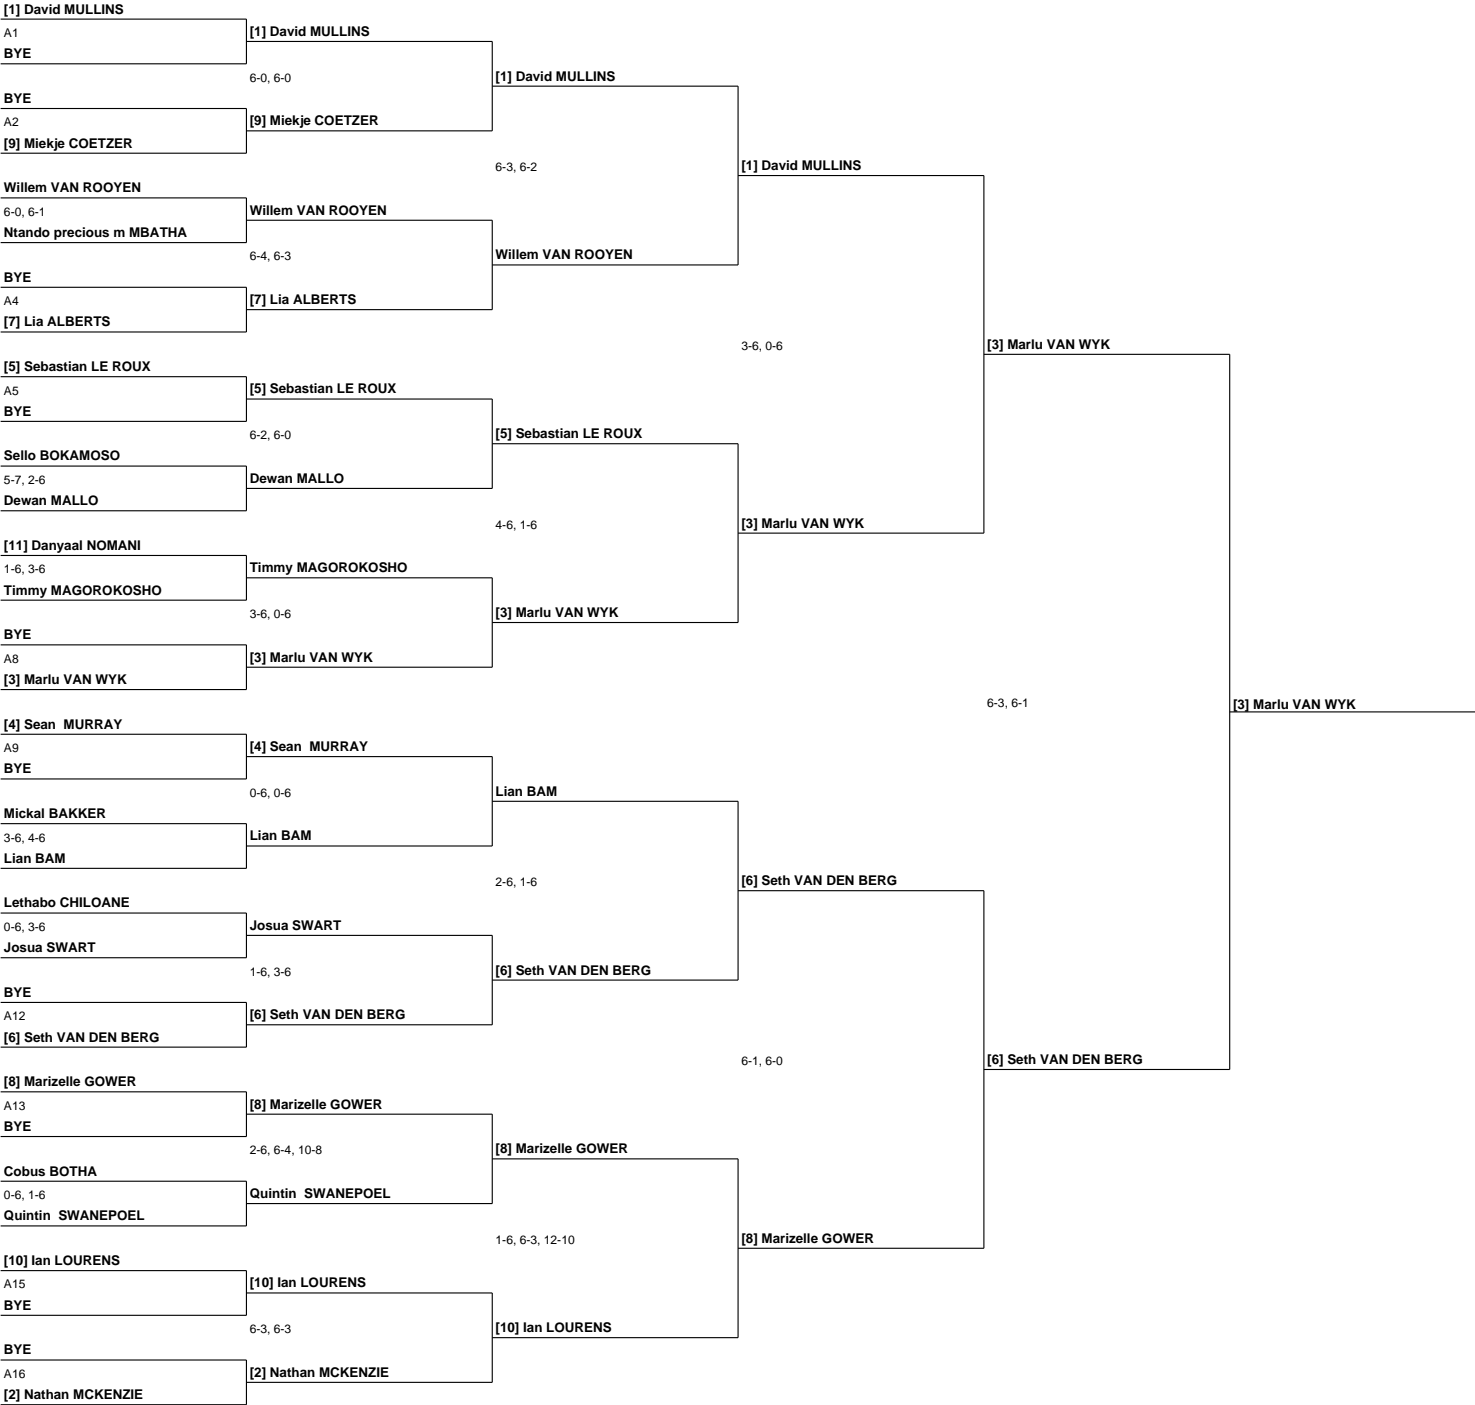 [1] David MULLINS
A1
BYE
BYE
A2
[9] Miekje COETZER
Willem VAN ROOYEN
6-0, 6-1
Ntando precious m MBATHA
BYE
A4
[7] Lia ALBERTS
[5] Sebastian LE ROUX
A5
BYE
Sello BOKAMOSO
5-7, 2-6
Dewan MALLO
[11] Danyaal NOMANI
1-6, 3-6
Timmy MAGOROKOSHO
BYE
A8
[3] Marlu VAN WYK
[4] Sean  MURRAY
A9
BYE
Mickal BAKKER
3-6, 4-6
Lian BAM
Lethabo CHILOANE
0-6, 3-6
Josua SWART
BYE
A12
[6] Seth VAN DEN BERG
[8] Marizelle GOWER
A13
BYE
Cobus BOTHA
0-6, 1-6
Quintin  SWANEPOEL
[10] Ian LOURENS
A15
BYE
BYE
A16
[2] Nathan MCKENZIE
[1] David MULLINS
6-0, 6-0
[9] Miekje COETZER
Willem VAN ROOYEN
6-4, 6-3
[7] Lia ALBERTS
[5] Sebastian LE ROUX
6-2, 6-0
Dewan MALLO
Timmy MAGOROKOSHO
3-6, 0-6
[3] Marlu VAN WYK
[4] Sean  MURRAY
0-6, 0-6
Lian BAM
Josua SWART
1-6, 3-6
[6] Seth VAN DEN BERG
[8] Marizelle GOWER
2-6, 6-4, 10-8
Quintin  SWANEPOEL
[10] Ian LOURENS
6-3, 6-3
[2] Nathan MCKENZIE
[1] David MULLINS
6-3, 6-2
Willem VAN ROOYEN
[5] Sebastian LE ROUX
4-6, 1-6
[3] Marlu VAN WYK
Lian BAM
2-6, 1-6
[6] Seth VAN DEN BERG
[8] Marizelle GOWER
1-6, 6-3, 12-10
[10] Ian LOURENS
[1] David MULLINS
3-6, 0-6
[3] Marlu VAN WYK
[6] Seth VAN DEN BERG
6-1, 6-0
[8] Marizelle GOWER
[3] Marlu VAN WYK
6-3, 6-1
[6] Seth VAN DEN BERG
[3] Marlu VAN WYK